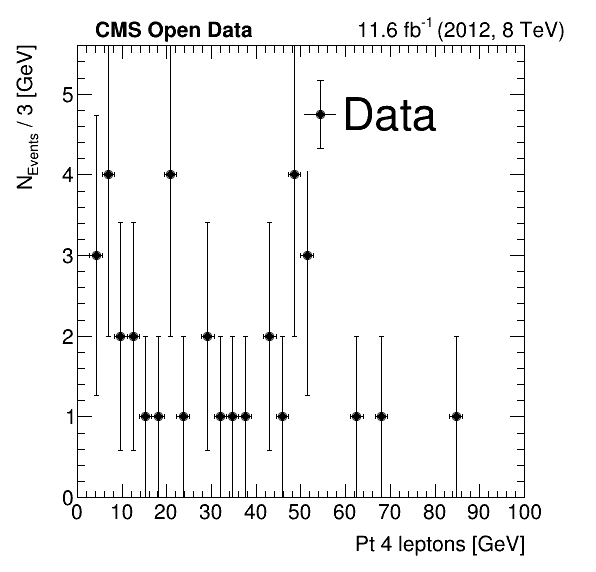 CMS Open Data 11.6 fb⁻¹ (2012, 8 TeV)
N_Events / 3 [GeV]
Data
5
4
3
2
1
0
0 10 20 30 40 50 60 70 80 90 100
Pt 4 leptons [GeV]